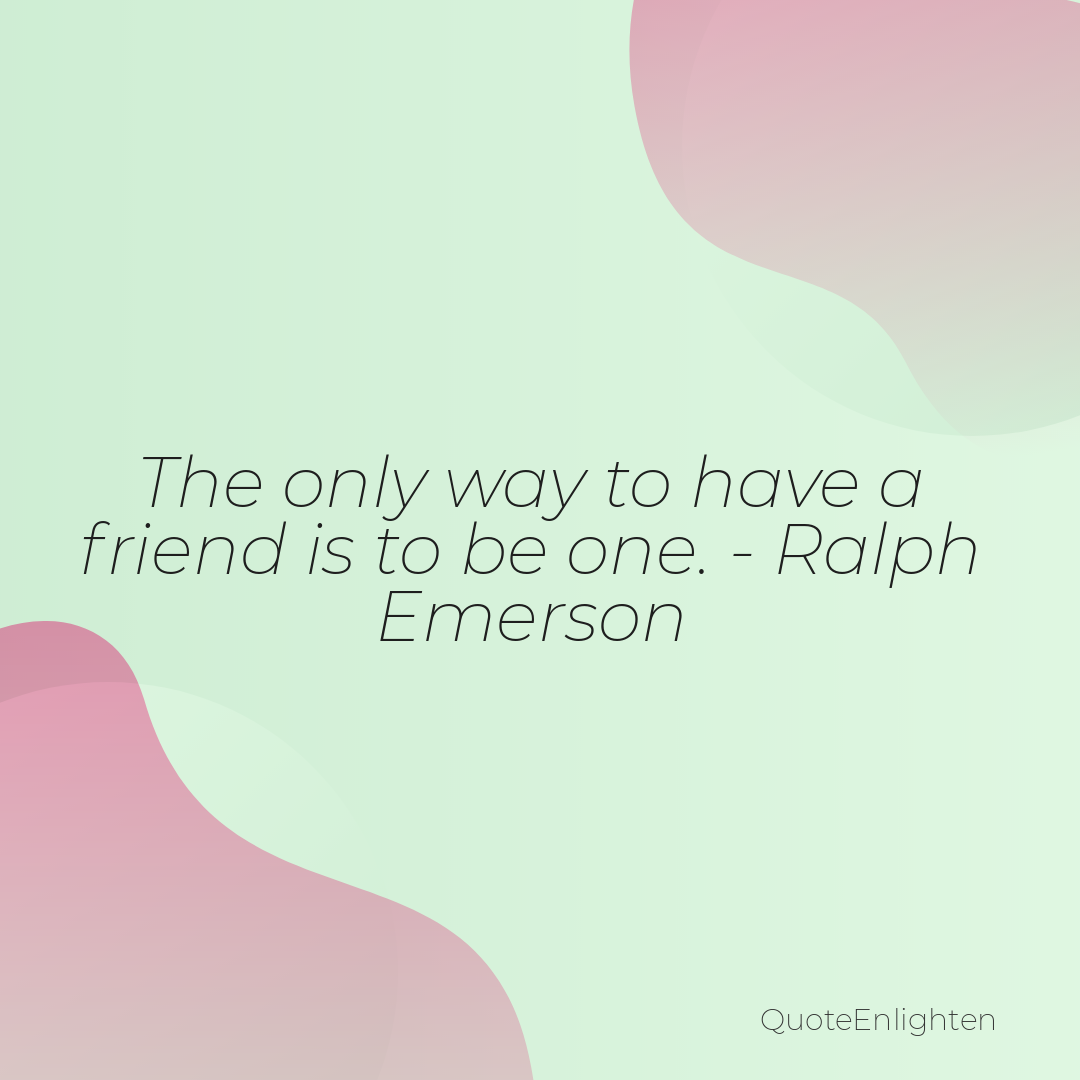 The only way to have a
friend is to be one. - Ralph
Emerson
QuoteEnlighten